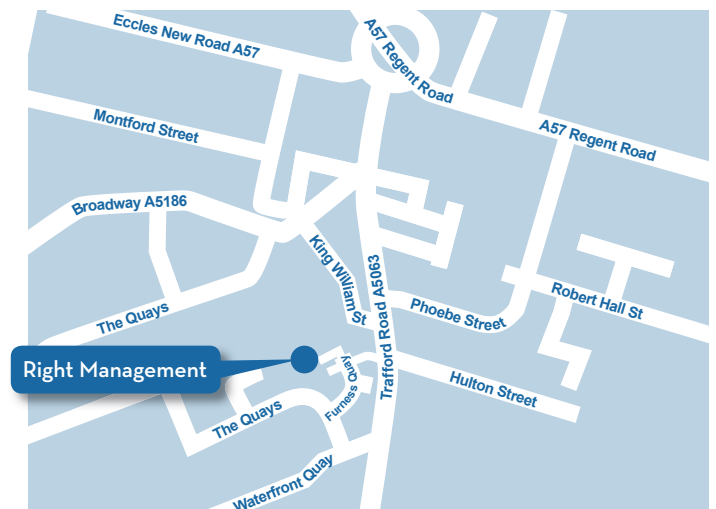 Eccles New Road A57
A57 Regent Road
Montford Street
A57 Regent Road
Broadway A5186
King William St
Trafford Road A5063
The Quays
Phoebe Street
Robert Hall St
Right Management
Furness Quay
Hulton Street
The Quays
Waterfront Quay